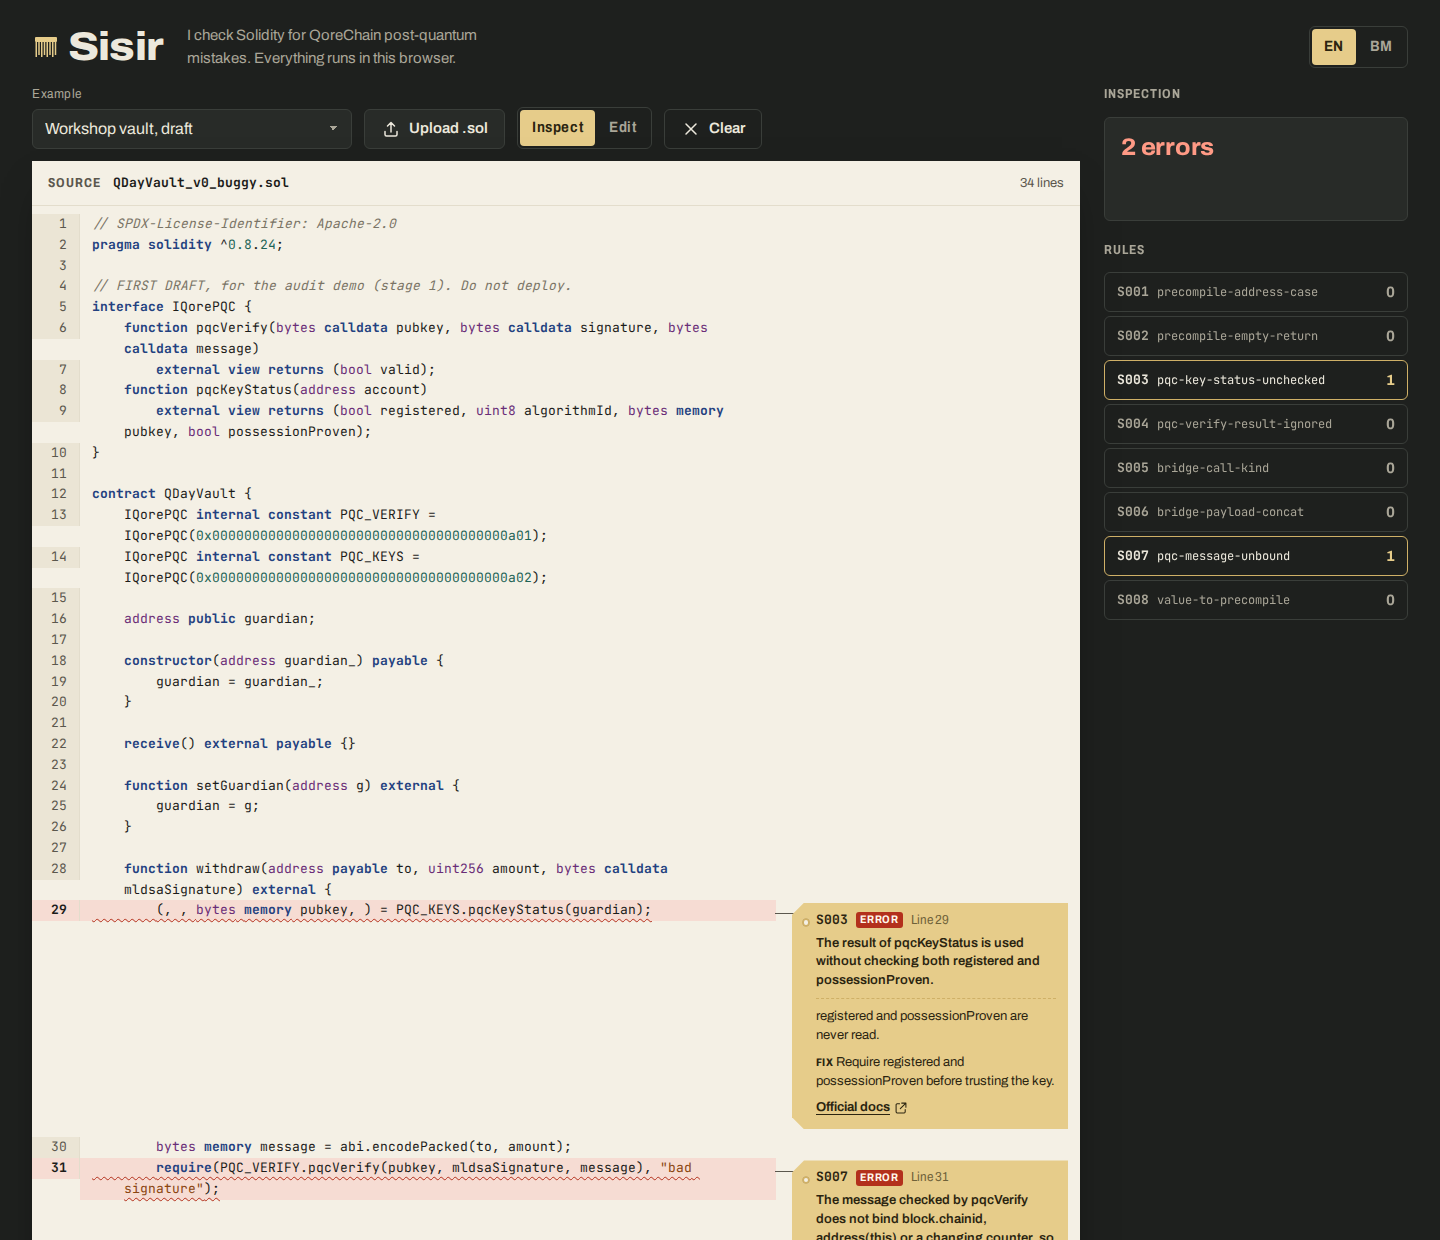 Sisir
I check Solidity for QoreChain post-quantum
mistakes. Everything runs in this browser.
EN BM
Example
Workshop vault, draft
Upload .sol
Inspect Edit
Clear
SOURCE QDayVault_v0_buggy.sol 34 lines
1 // SPDX-License-Identifier: Apache-2.0
2 pragma solidity ^0.8.24;
3
4 // FIRST DRAFT, for the audit demo (stage 1). Do not deploy.
5 interface IQorePQC {
6 function pqcVerify(bytes calldata pubkey, bytes calldata signature, bytes
calldata message)
7 external view returns (bool valid);
8 function pqcKeyStatus(address account)
9 external view returns (bool registered, uint8 algorithmId, bytes memory
pubkey, bool possessionProven);
10 }
11
12 contract QDayVault {
13 IQorePQC internal constant PQC_VERIFY =
IQorePQC(0x0000000000000000000000000000000000000a01);
14 IQorePQC internal constant PQC_KEYS =
IQorePQC(0x0000000000000000000000000000000000000a02);
15
16 address public guardian;
17
18 constructor(address guardian_) payable {
19 guardian = guardian_;
20 }
21
22 receive() external payable {}
23
24 function setGuardian(address g) external {
25 guardian = g;
26 }
27
28 function withdraw(address payable to, uint256 amount, bytes calldata
mldsaSignature) external {
29 (, , bytes memory pubkey, ) = PQC_KEYS.pqcKeyStatus(guardian);
S003 ERROR Line 29
The result of pqcKeyStatus is used
without checking both registered and
possessionProven.
registered and possessionProven are
never read.
FIX Require registered and
possessionProven before trusting the key.
Official docs
30 bytes memory message = abi.encodePacked(to, amount);
31 require(PQC_VERIFY.pqcVerify(pubkey, mldsaSignature, message), "bad
signature");
S007 ERROR Line 31
The message checked by pqcVerify
does not bind block.chainid,
address(this) or a changing counter, so
INSPECTION
2 errors
RULES
S001 precompile-address-case 0
S002 precompile-empty-return 0
S003 pqc-key-status-unchecked 1
S004 pqc-verify-result-ignored 0
S005 bridge-call-kind 0
S006 bridge-payload-concat 0
S007 pqc-message-unbound 1
S008 value-to-precompile 0